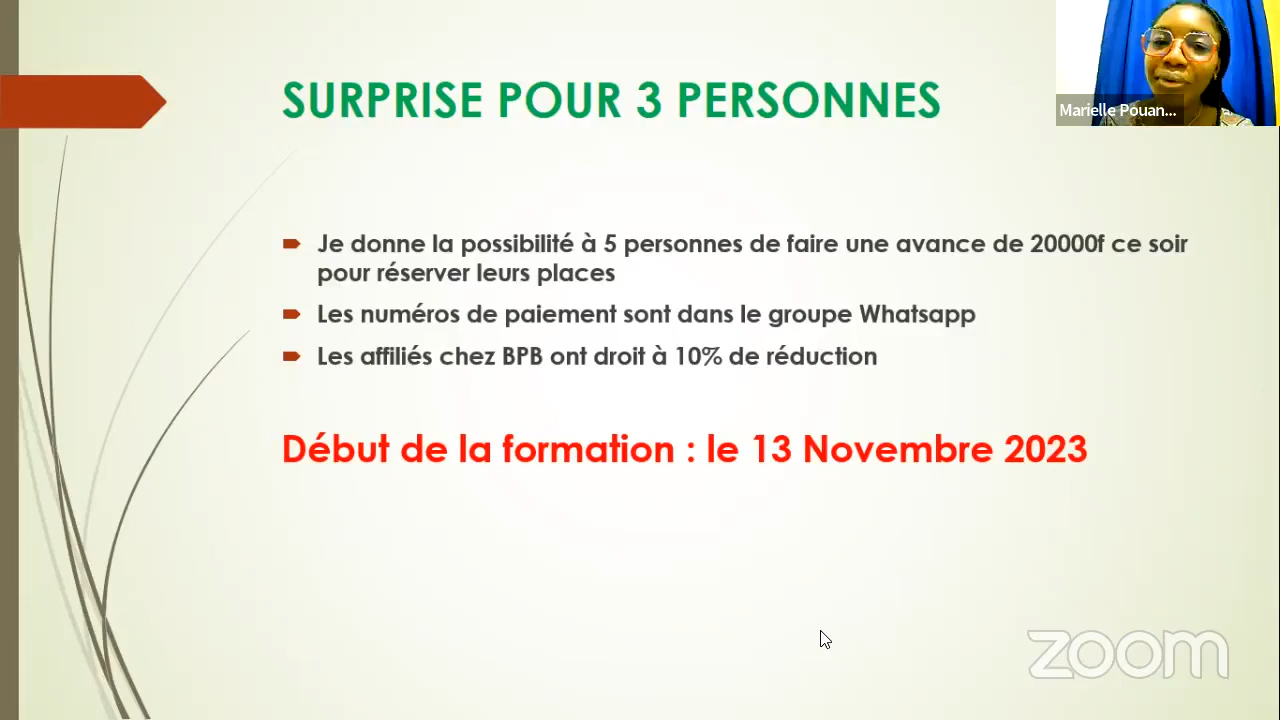 SURPRISE POUR 3 PERSONNES
Marielle Pouan...
Je donne la possibilité à 5 personnes de faire une avance de 20000f ce soir
pour réserver leurs places
Les numéros de paiement sont dans le groupe Whatsapp
Les affiliés chez BPB ont droit à 10% de réduction
Début de la formation : le 13 Novembre 2023
zoom